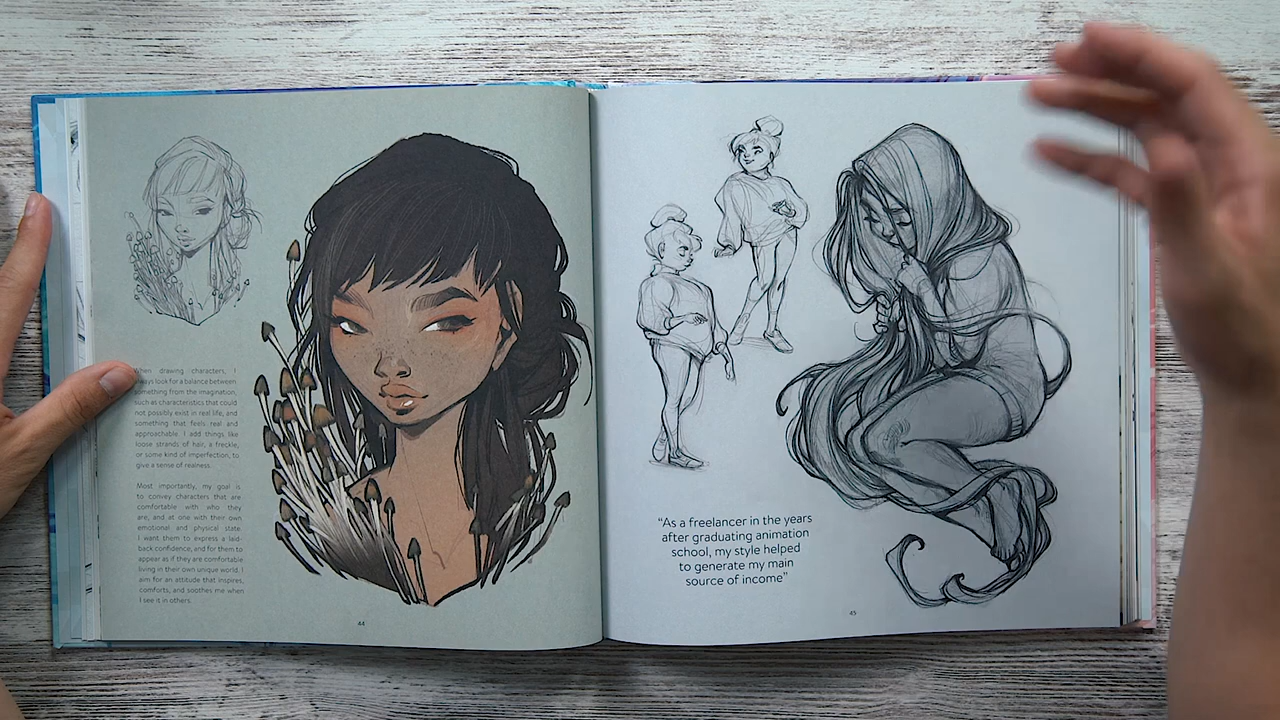 When drawing characters, I
always look for a balance between
something from the imagination,
such as characteristics that could
not possibly exist in real life, and
something that feels real and
approachable. I add things like
loose strands of hair, a freckle,
or some kind of imperfection, to
give a sense of realness.
Most importantly, my goal is
to convey characters that are
comfortable with who they
are, and at one with their own
emotional and physical state.
I want them to express a laid-
back confidence, and for them to
appear as if they are comfortable
living in their own unique world. I
aim for an attitude that inspires,
comforts, and soothes me when
I see it in others.
44
“As a freelancer in the years
after graduating animation
school, my style helped
to generate my main
source of income”
45